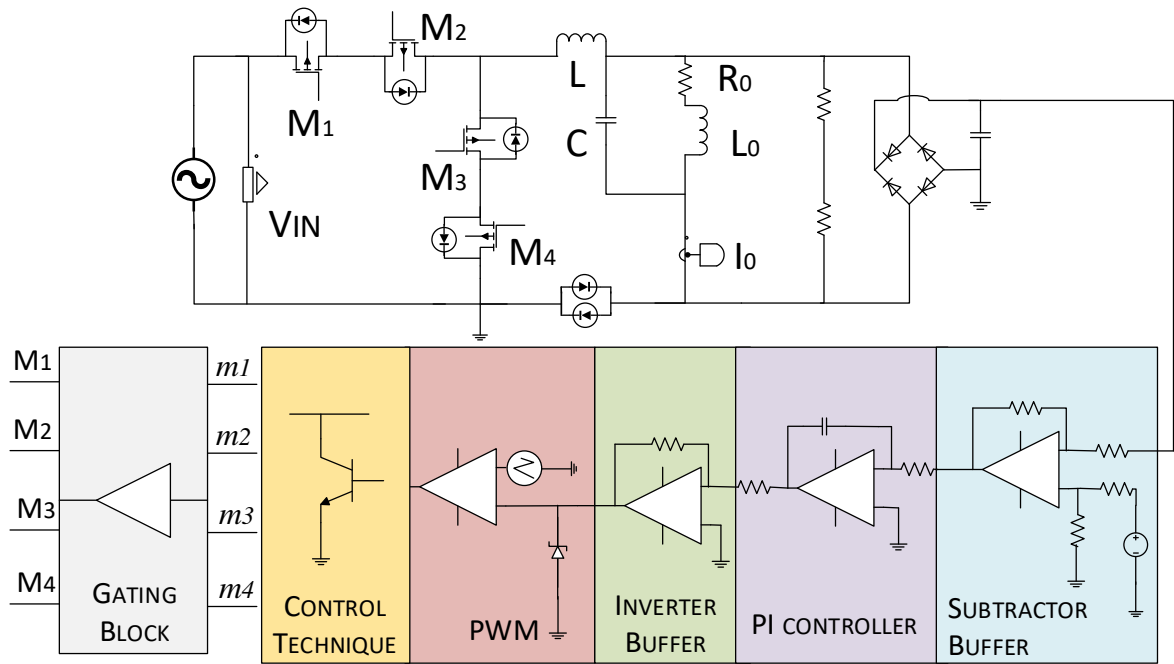 M2
M1
VIN
M3
M4
L
C
R0
L0
I0
M1
M2
M3
M4
m1
m2
m3
m4
GATING
BLOCK
CONTROL
TECHNIQUE
PWM
INVERTER
BUFFER
PI CONTROLLER
SUBTRACTOR
BUFFER